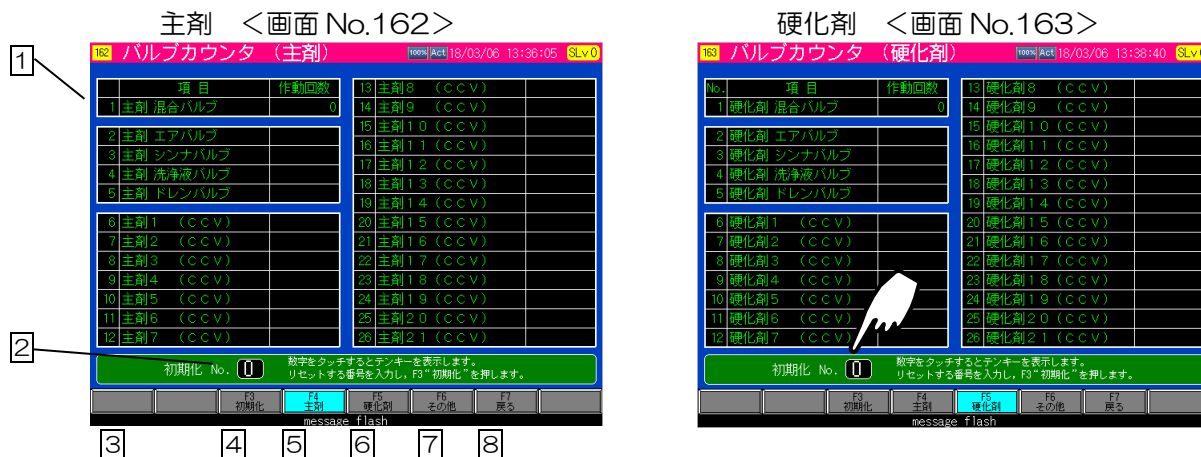 主剤　＜画面 No.162＞
1
162 バルブカウンタ （主剤） 100% Act 18/03/06 13:36:05 SLv0
項 目 作動回数
1 主剤 混合バルブ 0
2 主剤 エアバルブ
3 主剤 シンナバルブ
4 主剤 洗浄液バルブ
5 主剤 ドレンバルブ
6 主剤1 （CCV）
7 主剤2 （CCV）
8 主剤3 （CCV）
9 主剤4 （CCV）
10 主剤5 （CCV）
11 主剤6 （CCV）
12 主剤7 （CCV）
13 主剤8 （CCV）
14 主剤9 （CCV）
15 主剤10（CCV）
16 主剤11（CCV）
17 主剤12（CCV）
18 主剤13（CCV）
19 主剤14（CCV）
20 主剤15（CCV）
21 主剤16（CCV）
22 主剤17（CCV）
23 主剤18（CCV）
24 主剤19（CCV）
25 主剤20（CCV）
26 主剤21（CCV）
2
初期化 No. 0
数字をタッチするとテンキーを表示します。
リセットする番号を入力し，F3“初期化”を押します。
F3 F4 F5 F6 F7
初期化 主剤 硬化剤 その他 戻る
message flash
3 4 5 6 7 8
硬化剤　＜画面 No.163＞
163 バルブカウンタ （硬化剤） 100% Act 18/03/06 13:38:40 SLv0
No. 項 目 作動回数
1 硬化剤 混合バルブ 0
2 硬化剤 エアバルブ
3 硬化剤 シンナバルブ
4 硬化剤 洗浄液バルブ
5 硬化剤 ドレンバルブ
6 硬化剤1 （CCV）
7 硬化剤2 （CCV）
8 硬化剤3 （CCV）
9 硬化剤4 （CCV）
10 硬化剤5 （CCV）
11 硬化剤6 （CCV）
12 硬化剤7 （CCV）
13 硬化剤8 （CCV）
14 硬化剤9 （CCV）
15 硬化剤10（CCV）
16 硬化剤11（CCV）
17 硬化剤12（CCV）
18 硬化剤13（CCV）
19 硬化剤14（CCV）
20 硬化剤15（CCV）
21 硬化剤16（CCV）
22 硬化剤17（CCV）
23 硬化剤18（CCV）
24 硬化剤19（CCV）
25 硬化剤20（CCV）
26 硬化剤21（CCV）
初期化 No. 0
数字をタッチするとテンキーを表示します。
リセットする番号を入力し，F3“初期化”を押します。
F3 F4 F5 F6 F7
初期化 主剤 硬化剤 その他 戻る
message flash